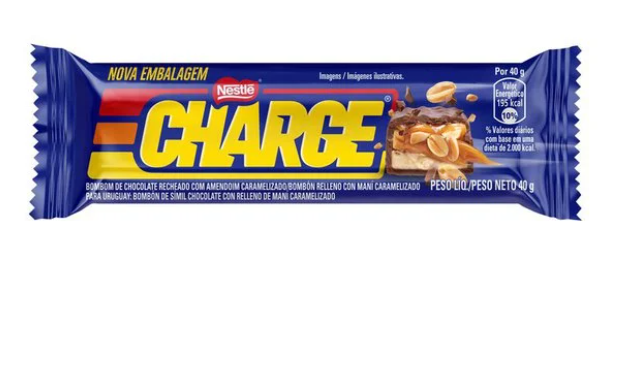 NOVA EMBALAGEM
Nestlé
CHARGE®
Imagens / Imágenes ilustrativas.
Por 40 g
Valor
Energético
195 kcal
10%
% Valores diários
com base em uma
dieta de 2.000 kcal.
BOMBOM DE CHOCOLATE RECHEADO COM AMENDOIM CARAMELIZADO/BOMBÓN RELLENO CON MANÍ CARAMELIZADO
PARA URUGUAY: BOMBÓN DE SÍMIL CHOCOLATE CON RELLENO DE MANÍ CARAMELIZADO
PESO LÍQ./PESO NETO 40 g